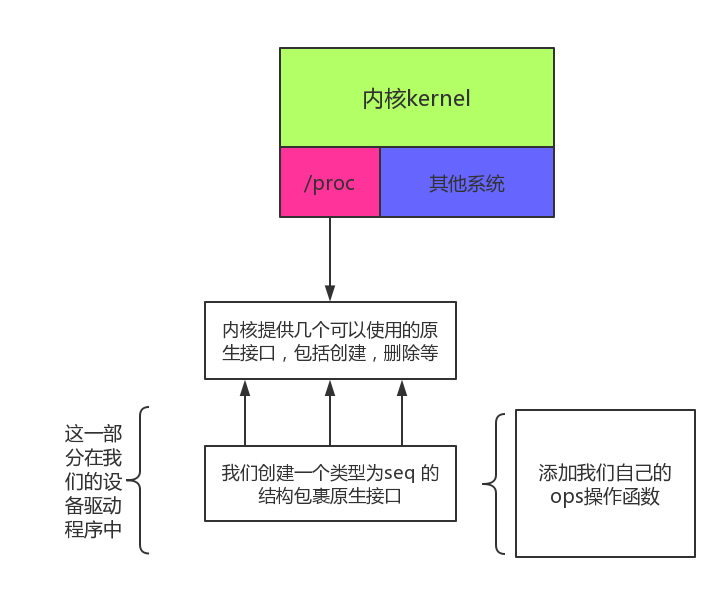 内核kernel
/proc
其他系统
内核提供几个可以使用的原
生接口，包括创建，删除等
这一部
分在我
们的设
备驱动
程序中
我们创建一个类型为seq 的
结构包裹原生接口
添加我们自己的
ops操作函数